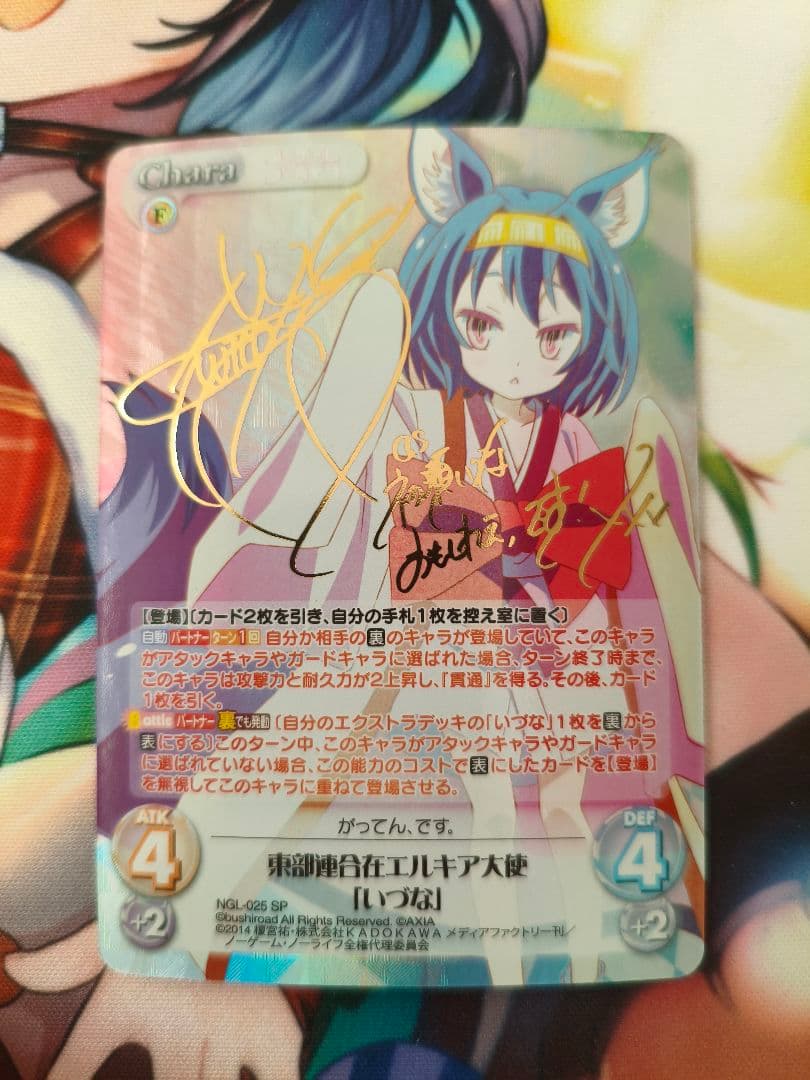 Chara
F
as
初瀬いづな
【登場】〔カード2枚を引き、自分の手札1枚を控え室に置く〕
自動 パートナー ターン1回 自分か相手の裏のキャラが登場していて、このキャラ
がアタックキャラやガードキャラに選ばれた場合、ターン終了時まで、
このキャラは攻撃力と耐久力が2上昇し、『貫通』を得る。その後、カード
1枚を引く。
attic パートナー 裏でも発動 〔自分のエクストラデッキの「いづな」1枚を裏から
表にする〕このターン中、このキャラがアタックキャラやガードキャラ
に選ばれていない場合、この能力のコストで表にしたカードを【登場】
を無視してこのキャラに重ねて登場させる。
ATK
4
+2
がってん、です。
東部連合在エルキア大使
「いづな」
DEF
4
+2
NGL-025 SP
©bushiroad All Rights Reserved. ©AXIA
©2014 榎宮祐・株式会社KADOKAWA メディアファクトリー刊/
ノーゲーム・ノーライフ全権代理委員会